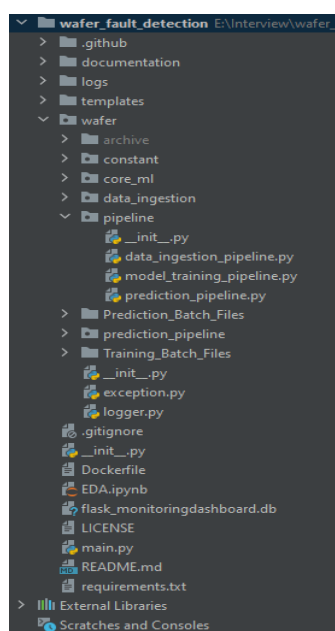 wafer_fault_detection E:\Interview\wafer_
.github
documentation
logs
templates
wafer
archive
constant
core_ml
data_ingestion
pipeline
__init__.py
data_ingestion_pipeline.py
model_training_pipeline.py
prediction_pipeline.py
Prediction_Batch_Files
prediction_pipeline
Training_Batch_Files
__init__.py
exception.py
logger.py
.gitignore
__init__.py
Dockerfile
EDA.ipynb
flask_monitoringdashboard.db
LICENSE
main.py
README.md
requirements.txt
External Libraries
Scratches and Consoles